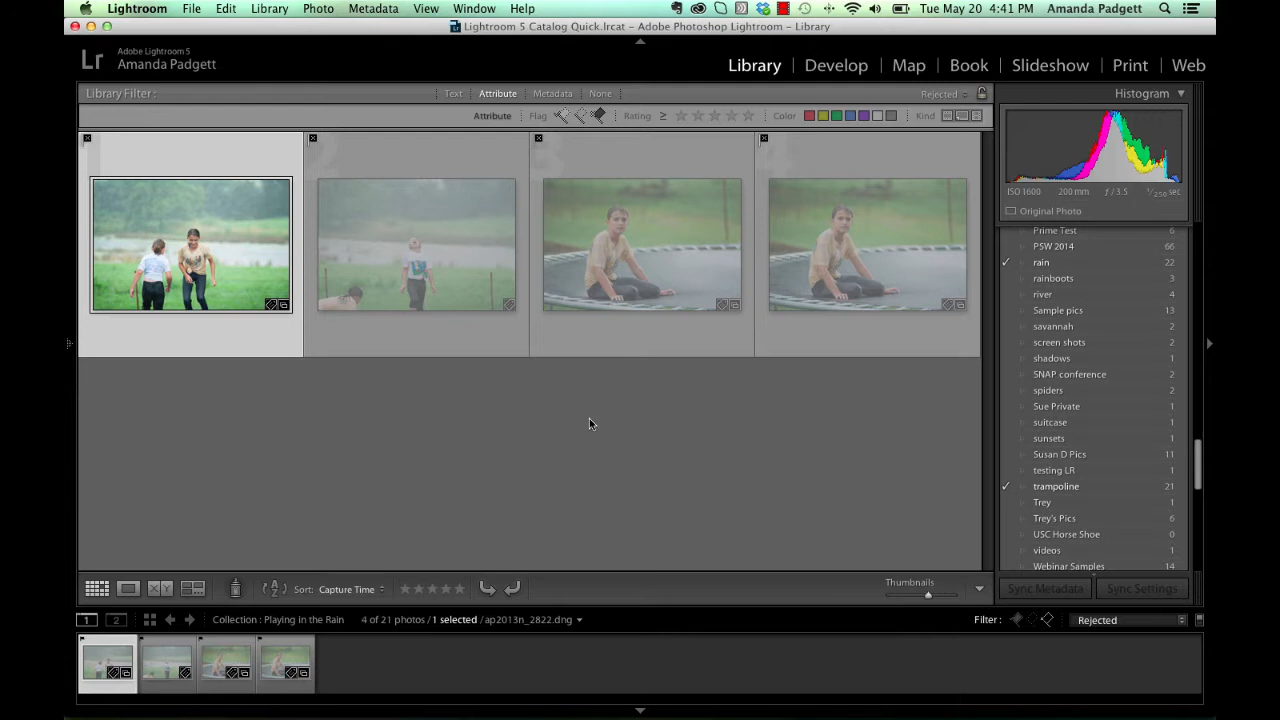 Lightroom File Edit Library Photo Metadata View Window Help Tue May 20 4:41 PM Amanda Padgett
Lightroom 5 Catalog Quick.lrcat - Adobe Photoshop Lightroom - Library
Lr Adobe Lightroom 5
Amanda Padgett
Library Develop Map Book Slideshow Print Web
Library Filter : Text Attribute Metadata None Rejected
Histogram
Attribute Flag Rating ≥ Color Kind
ISO 1600 200 mm ƒ / 3.5 1/250 sec
Original Photo
Prime Test 6
PSW 2014 66
rain 22
rainboots 3
river 4
Sample pics 13
savannah 2
screen shots 3
shadows 1
SNAP conference 2
spiders 2
Sue Private 1
suitcase 1
sunsets 1
Susan D Pics 11
testing LR 1
trampoline 21
Trey 1
Trey's Pics 6
USC Horse Shoe 0
videos 1
Webinar Samples 14
XY Sort: Capture Time Thumbnails
Sync Metadata Sync Settings
1 2 Collection : Playing in the Rain 4 of 21 photos / 1 selected / ap2013n_2822.dng Filter : Rejected